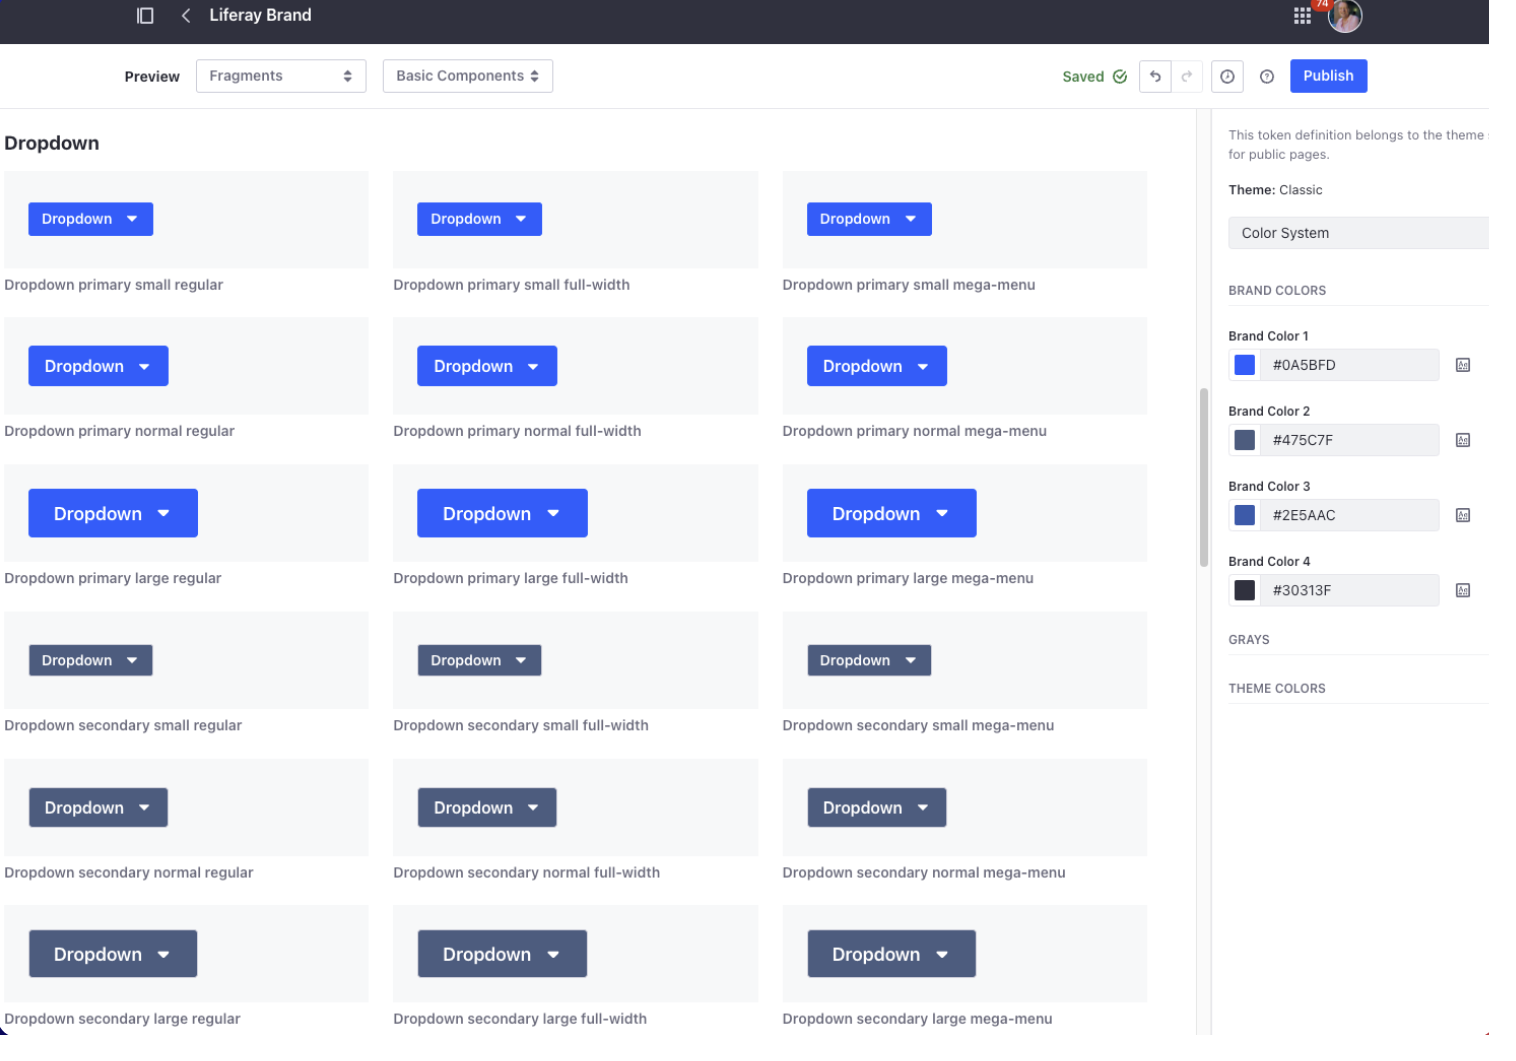 Liferay Brand
74
Preview
Fragments
Basic Components
Saved
Publish
Dropdown
Dropdown
Dropdown
Dropdown
Dropdown primary small regular
Dropdown primary small full-width
Dropdown primary small mega-menu
Dropdown
Dropdown
Dropdown
Dropdown primary normal regular
Dropdown primary normal full-width
Dropdown primary normal mega-menu
Dropdown
Dropdown
Dropdown
Dropdown primary large regular
Dropdown primary large full-width
Dropdown primary large mega-menu
Dropdown
Dropdown
Dropdown
Dropdown secondary small regular
Dropdown secondary small full-width
Dropdown secondary small mega-menu
Dropdown
Dropdown
Dropdown
Dropdown secondary normal regular
Dropdown secondary normal full-width
Dropdown secondary normal mega-menu
Dropdown
Dropdown
Dropdown
Dropdown secondary large regular
Dropdown secondary large full-width
Dropdown secondary large mega-menu
This token definition belongs to the theme
for public pages.
Theme: Classic
Color System
BRAND COLORS
Brand Color 1
#0A5BFD
Brand Color 2
#475C7F
Brand Color 3
#2E5AAC
Brand Color 4
#30313F
GRAYS
THEME COLORS